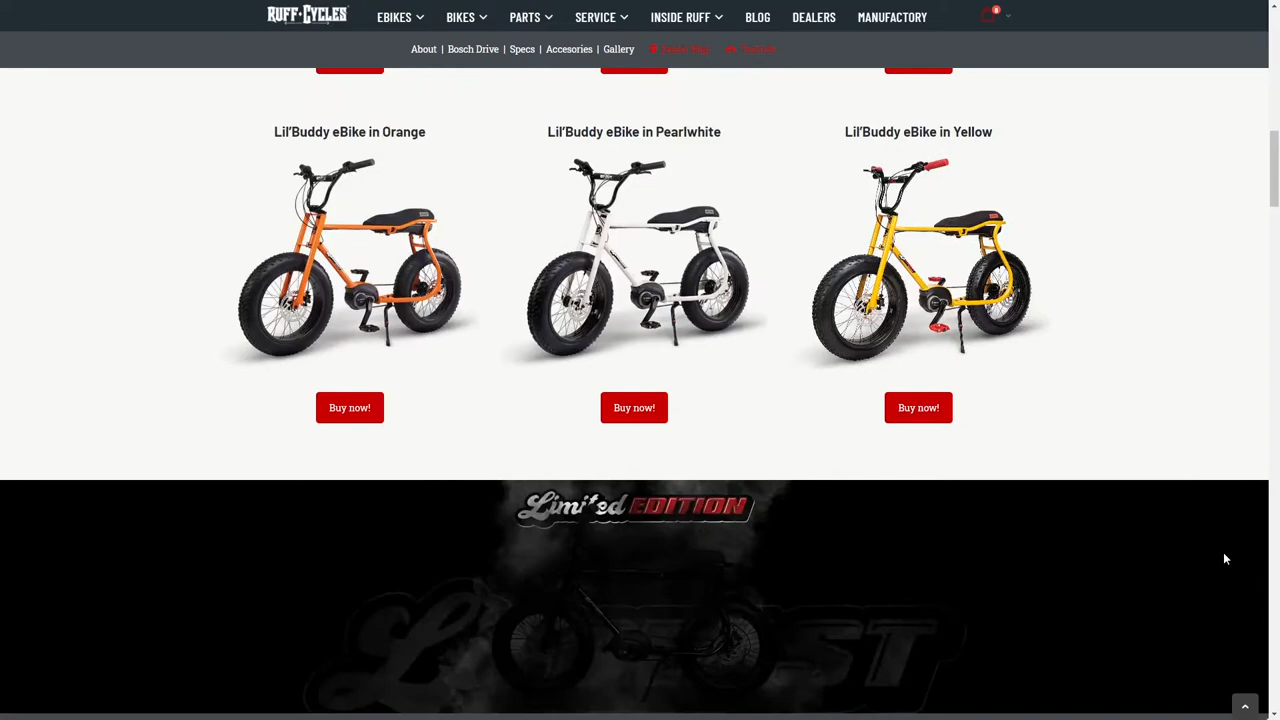 RUFF-CYCLES
EBIKES BIKES PARTS SERVICE INSIDE RUFF BLOG DEALERS MANUFACTORY
About | Bosch Drive | Specs | Accesories | Gallery
Lil'Buddy eBike in Orange
Lil'Buddy eBike in Pearlwhite
Lil'Buddy eBike in Yellow
Buy now!
Buy now!
Buy now!
Limited EDITION